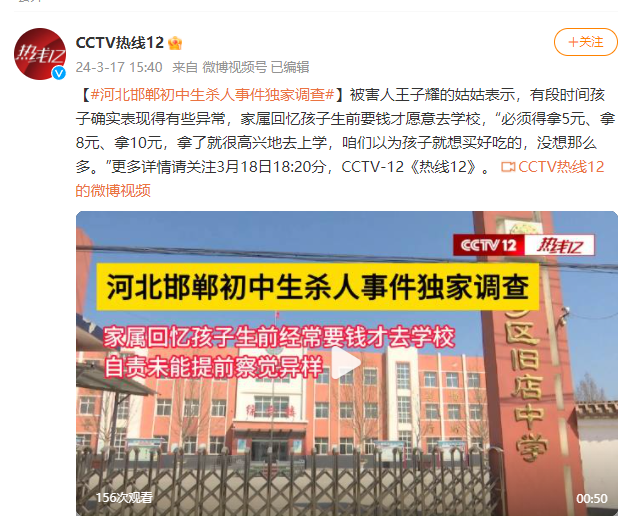 热线12
CCTV热线12
+关注
24-3-17 15:40 来自 微博视频号 已编辑
【#河北邯郸初中生杀人事件独家调查#】被害人王子耀的姑姑表示，有段时间孩
子确实表现得有些异常，家属回忆孩子生前要钱才愿意去学校，“必须得拿5元、拿
8元、拿10元，拿了就很高兴地去上学，咱们以为孩子就想买好吃的，没想那么
多。”更多详情请关注3月18日18:20分，CCTV-12《热线12》。 CCTV热线12
的微博视频
CCTV 12 热线12
河北邯郸初中生杀人事件独家调查
家属回忆孩子生前经常要钱才去学校
自责未能提前察觉异样
区旧店中学
156次观看
00:50